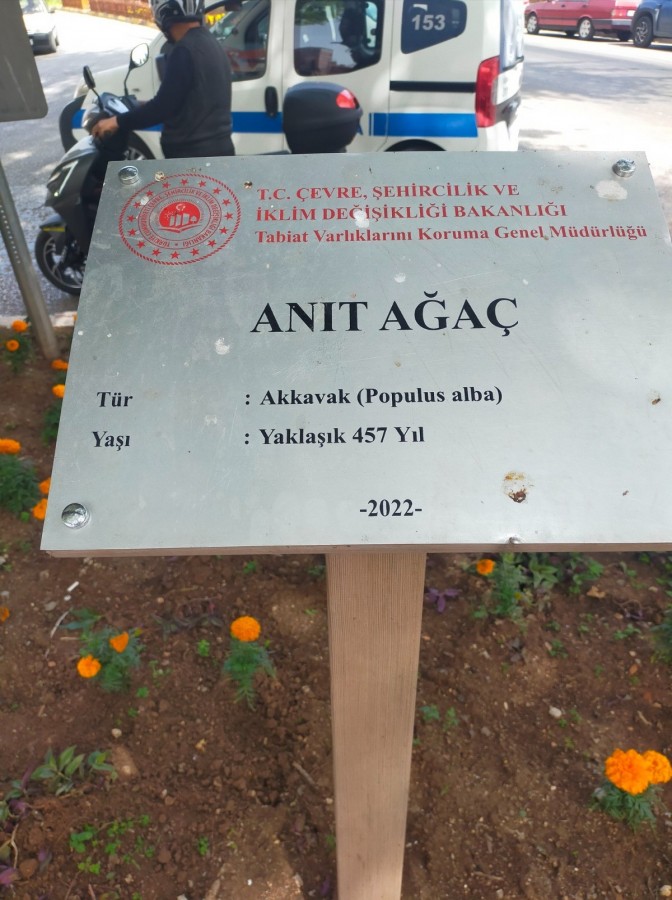 153
T.C. ÇEVRE, ŞEHİRCİLİK VE
İKLİM DEĞİŞİKLİĞİ BAKANLIĞI
Tabiat Varlıklarını Koruma Genel Müdürlüğü
ANIT AĞAÇ
Tür : Akkavak (Populus alba)
Yaşı : Yaklaşık 457 Yıl
-2022-